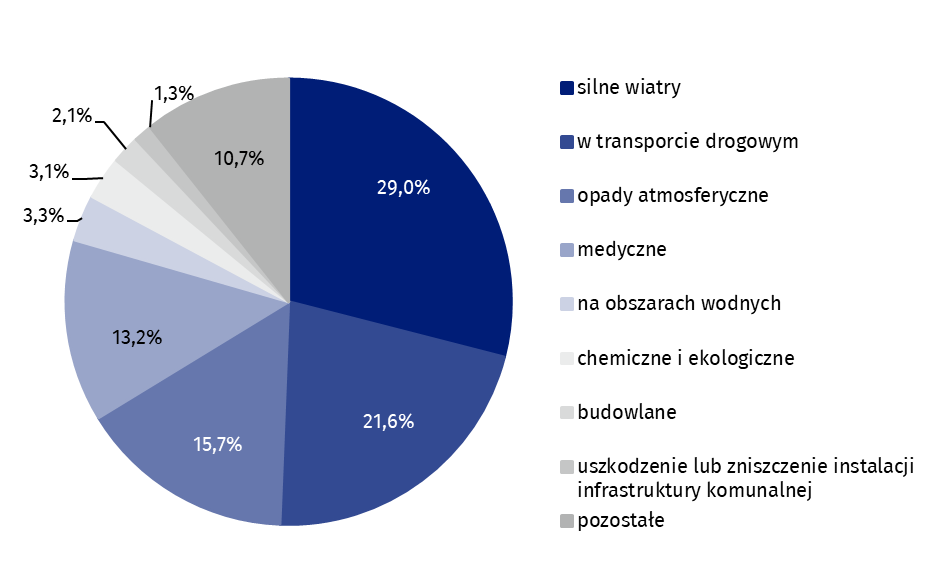 1,3%
2,1%
10,7%
3,1%
29,0%
3,3%
13,2%
21,6%
15,7%
silne wiatry
w transporcie drogowym
opady atmosferyczne
medyczne
na obszarach wodnych
chemiczne i ekologiczne
budowlane
uszkodzenie lub zniszczenie instalacji
infrastruktury komunalnej
pozostałe